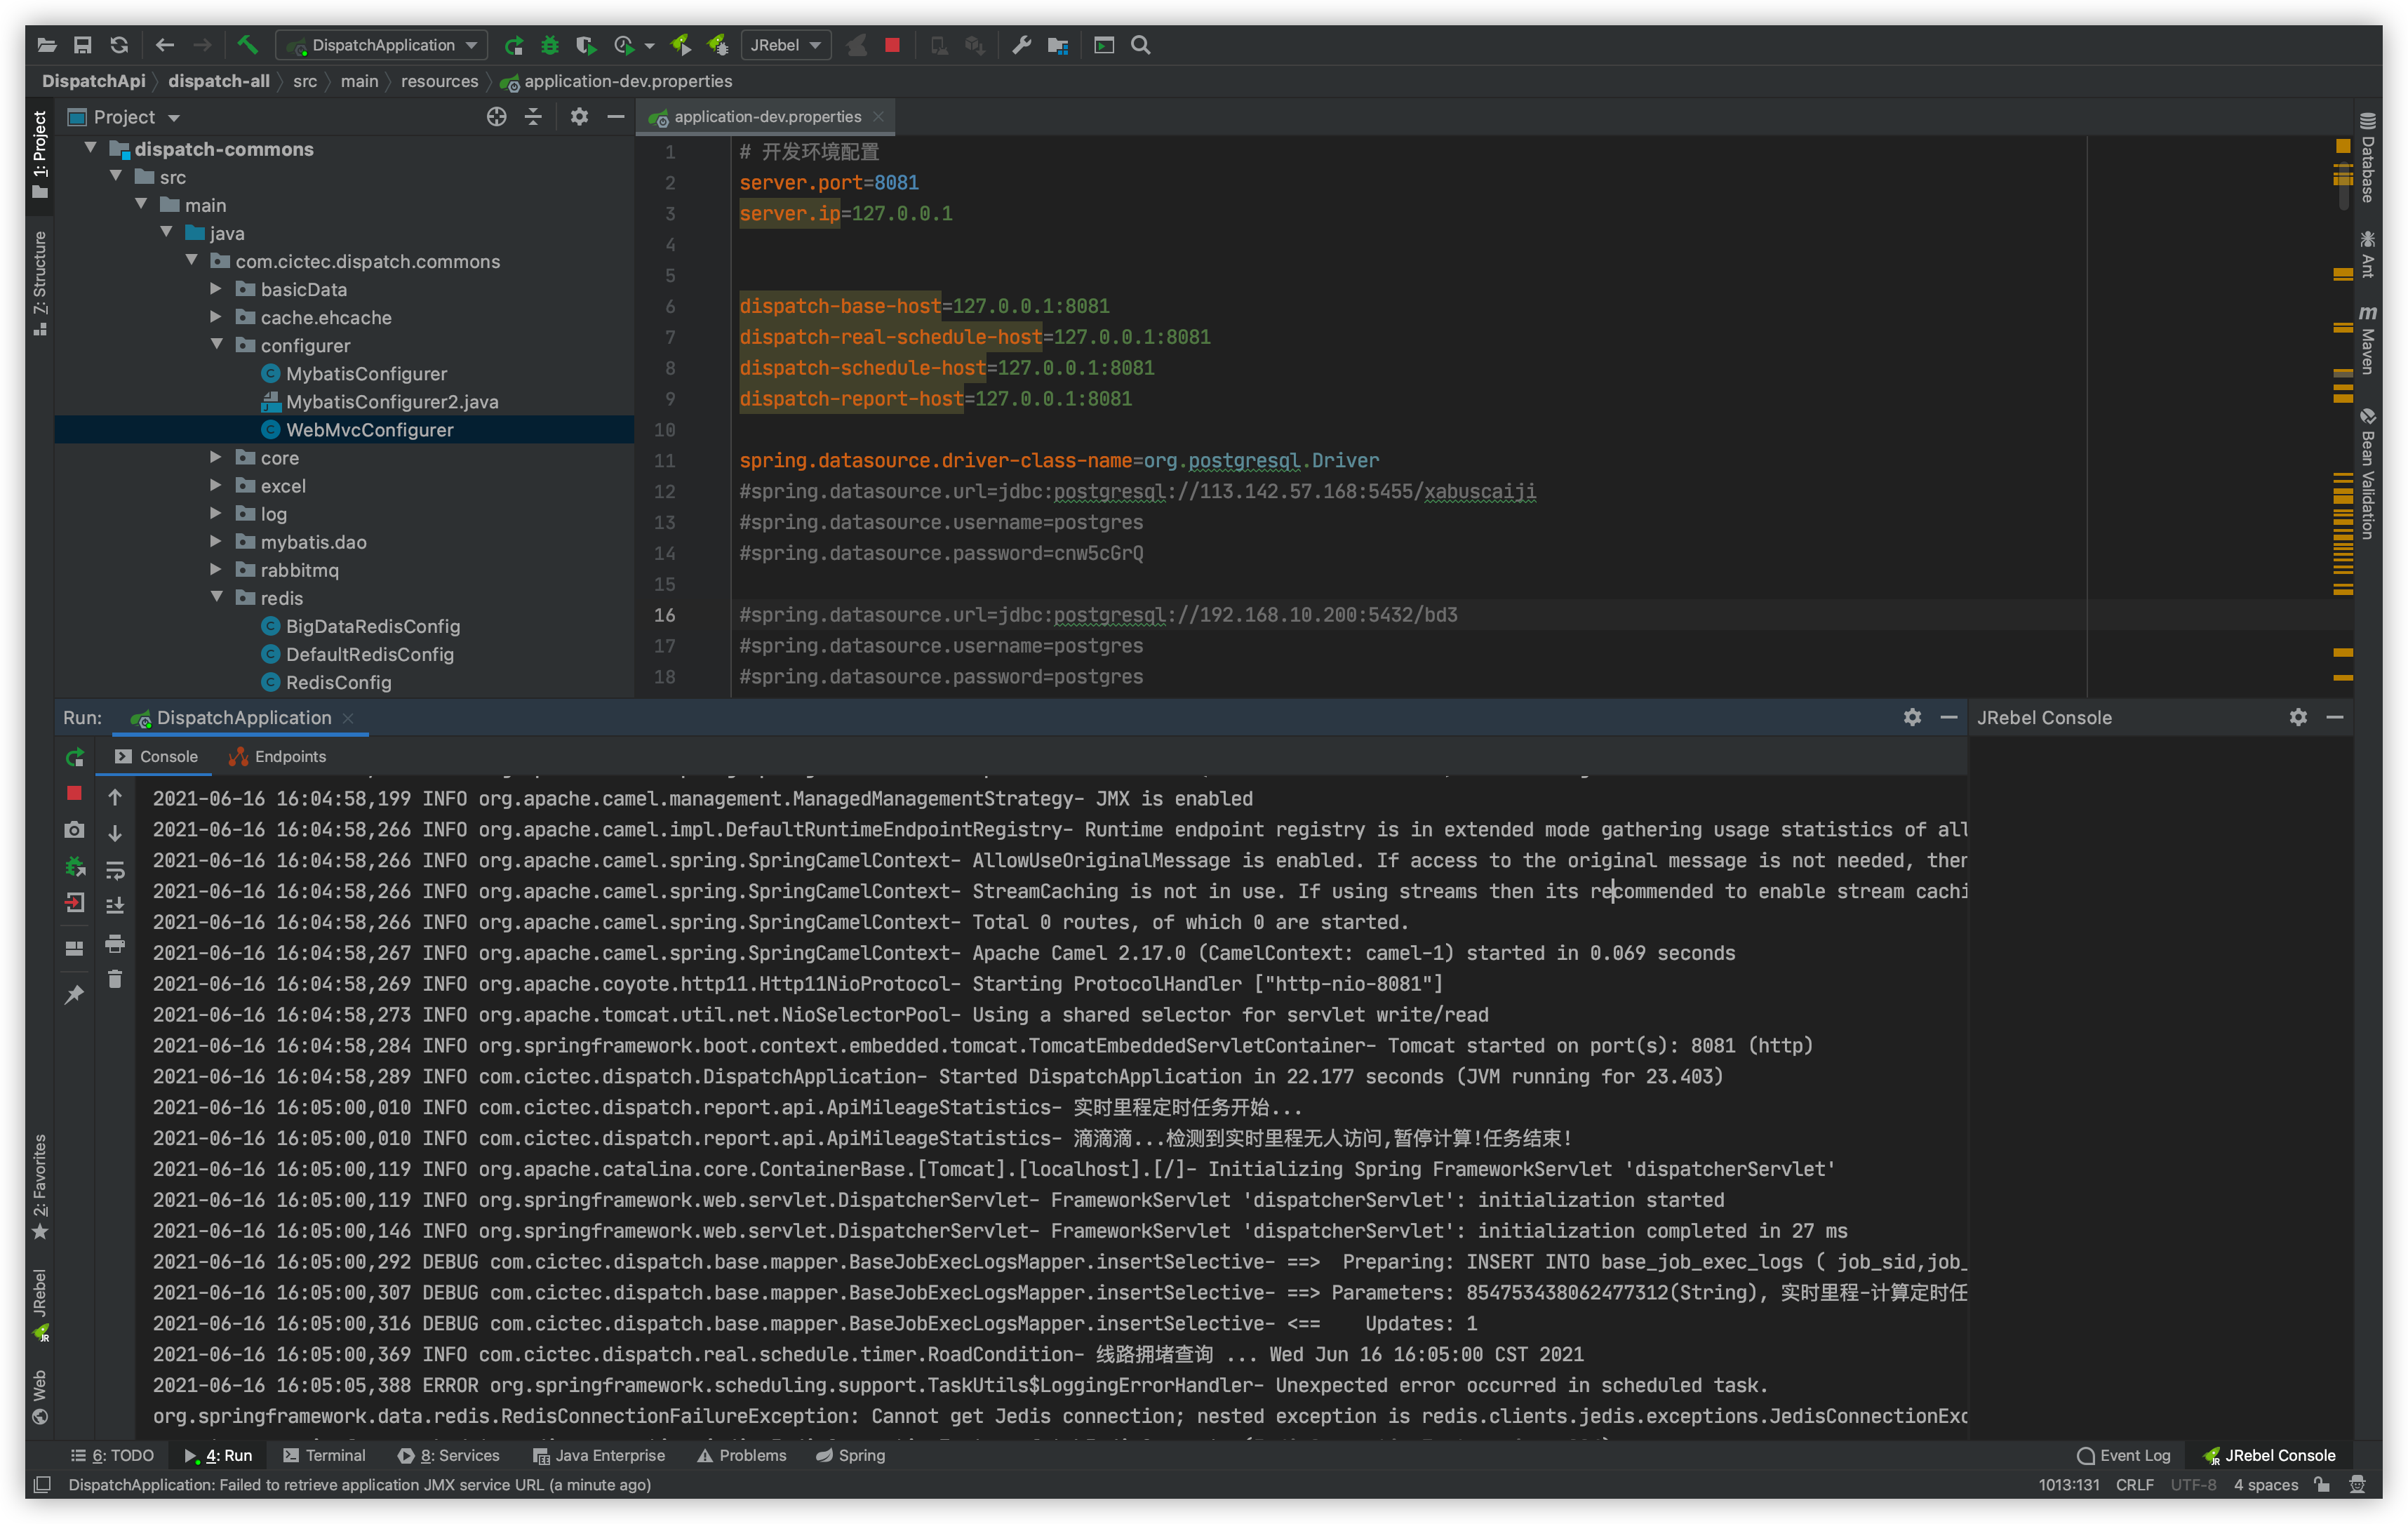 DispatchApplication
JRebel
DispatchApi
dispatch-all
src
main
resources
application-dev.properties
1: Project
7: Structure
2: Favorites
JRebel
Web
Project
dispatch-commons
src
main
java
com.cictec.dispatch.commons
basicData
cache.ehcache
configurer
MybatisConfigurer
MybatisConfigurer2.java
WebMvcConfigurer
core
excel
log
mybatis.dao
rabbitmq
redis
BigDataRedisConfig
DefaultRedisConfig
RedisConfig
application-dev.properties
1 # 开发环境配置
2 server.port=8081
3 server.ip=127.0.0.1
4
5
6 dispatch-base-host=127.0.0.1:8081
7 dispatch-real-schedule-host=127.0.0.1:8081
8 dispatch-schedule-host=127.0.0.1:8081
9 dispatch-report-host=127.0.0.1:8081
10
11 spring.datasource.driver-class-name=org.postgresql.Driver
12 #spring.datasource.url=jdbc:postgresql://113.142.57.168:5455/xabuscaiji
13 #spring.datasource.username=postgres
14 #spring.datasource.password=cnw5cGrQ
15
16 #spring.datasource.url=jdbc:postgresql://192.168.10.200:5432/bd3
17 #spring.datasource.username=postgres
18 #spring.datasource.password=postgres
Database
Ant
Maven
Bean Validation
Run: DispatchApplication
JRebel Console
Console
Endpoints
2021-06-16 16:04:58,199 INFO org.apache.camel.management.ManagedManagementStrategy- JMX is enabled
2021-06-16 16:04:58,266 INFO org.apache.camel.impl.DefaultRuntimeEndpointRegistry- Runtime endpoint registry is in extended mode gathering usage statistics of all
2021-06-16 16:04:58,266 INFO org.apache.camel.spring.SpringCamelContext- AllowUseOriginalMessage is enabled. If access to the original message is not needed, ther
2021-06-16 16:04:58,266 INFO org.apache.camel.spring.SpringCamelContext- StreamCaching is not in use. If using streams then its recommended to enable stream cachi
2021-06-16 16:04:58,266 INFO org.apache.camel.spring.SpringCamelContext- Total 0 routes, of which 0 are started.
2021-06-16 16:04:58,267 INFO org.apache.camel.spring.SpringCamelContext- Apache Camel 2.17.0 (CamelContext: camel-1) started in 0.069 seconds
2021-06-16 16:04:58,269 INFO org.apache.coyote.http11.Http11NioProtocol- Starting ProtocolHandler ["http-nio-8081"]
2021-06-16 16:04:58,273 INFO org.apache.tomcat.util.net.NioSelectorPool- Using a shared selector for servlet write/read
2021-06-16 16:04:58,284 INFO org.springframework.boot.context.embedded.tomcat.TomcatEmbeddedServletContainer- Tomcat started on port(s): 8081 (http)
2021-06-16 16:04:58,289 INFO com.cictec.dispatch.DispatchApplication- Started DispatchApplication in 22.177 seconds (JVM running for 23.403)
2021-06-16 16:05:00,010 INFO com.cictec.dispatch.report.api.ApiMileageStatistics- 实时里程定时任务开始...
2021-06-16 16:05:00,010 INFO com.cictec.dispatch.report.api.ApiMileageStatistics- 滴滴滴...检测到实时里程无人访问,暂停计算!任务结束!
2021-06-16 16:05:00,119 INFO org.apache.catalina.core.ContainerBase.[Tomcat].[localhost].[/]- Initializing Spring FrameworkServlet 'dispatcherServlet'
2021-06-16 16:05:00,119 INFO org.springframework.web.servlet.DispatcherServlet- FrameworkServlet 'dispatcherServlet': initialization started
2021-06-16 16:05:00,146 INFO org.springframework.web.servlet.DispatcherServlet- FrameworkServlet 'dispatcherServlet': initialization completed in 27 ms
2021-06-16 16:05:00,292 DEBUG com.cictec.dispatch.base.mapper.BaseJobExecLogsMapper.insertSelective- ==>  Preparing: INSERT INTO base_job_exec_logs ( job_sid,job_
2021-06-16 16:05:00,307 DEBUG com.cictec.dispatch.base.mapper.BaseJobExecLogsMapper.insertSelective- ==> Parameters: 854753438062477312(String), 实时里程-计算定时任
2021-06-16 16:05:00,316 DEBUG com.cictec.dispatch.base.mapper.BaseJobExecLogsMapper.insertSelective- <==    Updates: 1
2021-06-16 16:05:00,369 INFO com.cictec.dispatch.real.schedule.timer.RoadCondition- 线路拥堵查询 ... Wed Jun 16 16:05:00 CST 2021
2021-06-16 16:05:05,388 ERROR org.springframework.scheduling.support.TaskUtils$LoggingErrorHandler- Unexpected error occurred in scheduled task.
org.springframework.data.redis.RedisConnectionFailureException: Cannot get Jedis connection; nested exception is redis.clients.jedis.exceptions.JedisConnectionExc
6: TODO
4: Run
Terminal
8: Services
Java Enterprise
Problems
Spring
Event Log
JRebel Console
DispatchApplication: Failed to retrieve application JMX service URL (a minute ago)
1013:131 CRLF UTF-8 4 spaces